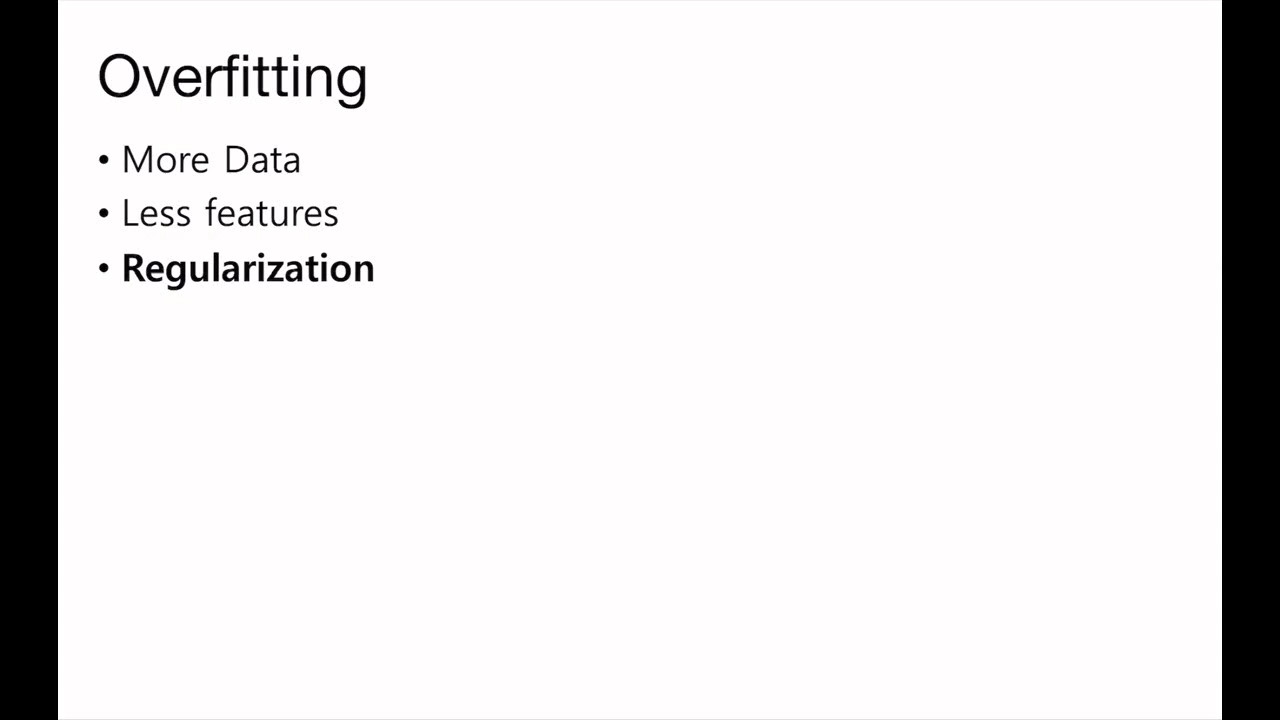 Overfitting
• More Data
• Less features
• Regularization